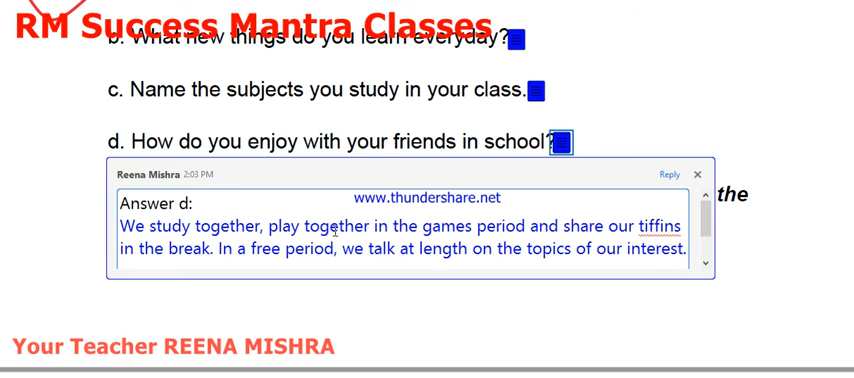 RM Success Mantra Classes
b. What new things do you learn everyday?
c. Name the subjects you study in your class.
d. How do you enjoy with your friends in school?
Reena Mishra 2:03 PM Reply
the
www.thundershare.net
Answer d:
We study together, play together in the games period and share our tiffins
in the break. In a free period, we talk at length on the topics of our interest.
Your Teacher REENA MISHRA